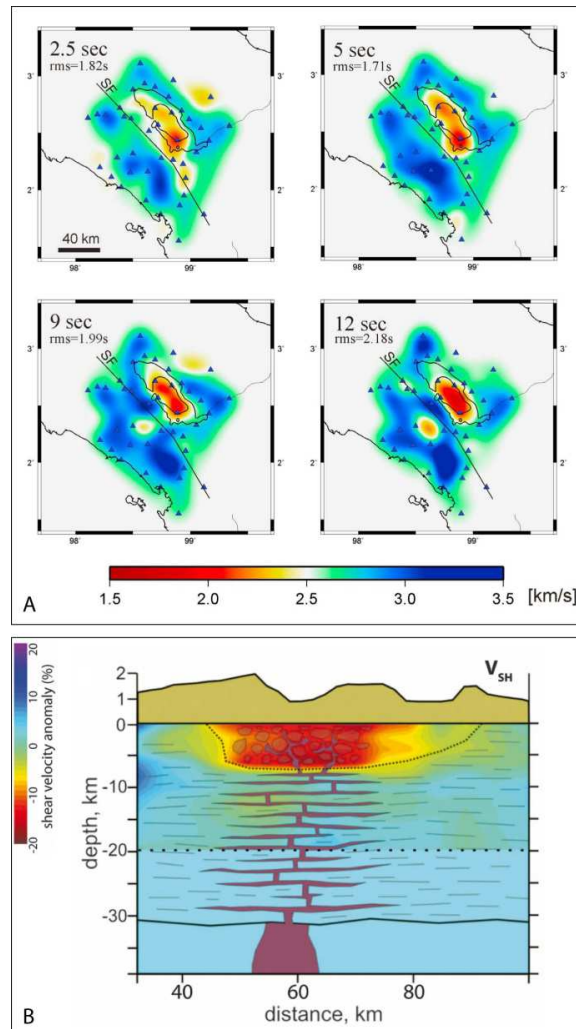 2.5 sec
rms=1.82s
SF
40 km
3'
2'
98'
99'
5 sec
rms=1.71s
SF
3'
2'
98'
99'
9 sec
rms=1.99s
SF
3'
2'
98'
99'
12 sec
rms=2.18s
SF
3'
2'
98'
99'
1.5 2.0 2.5 3.0 3.5 [km/s]
A
shear velocity anomaly (%)
20
10
0
-10
-20
V SH
2
1
0
-10
-20
-30
depth, km
40 60 80
distance, km
B